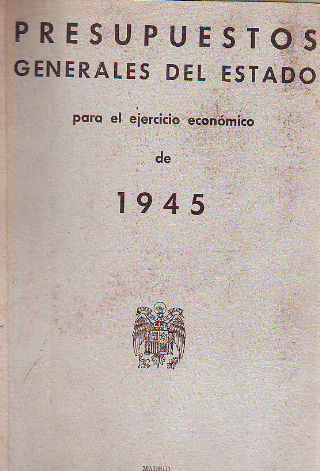 PRESUPUESTOS
GENERALES DEL ESTADO
para el ejercicio económico
de
1945
MADRID